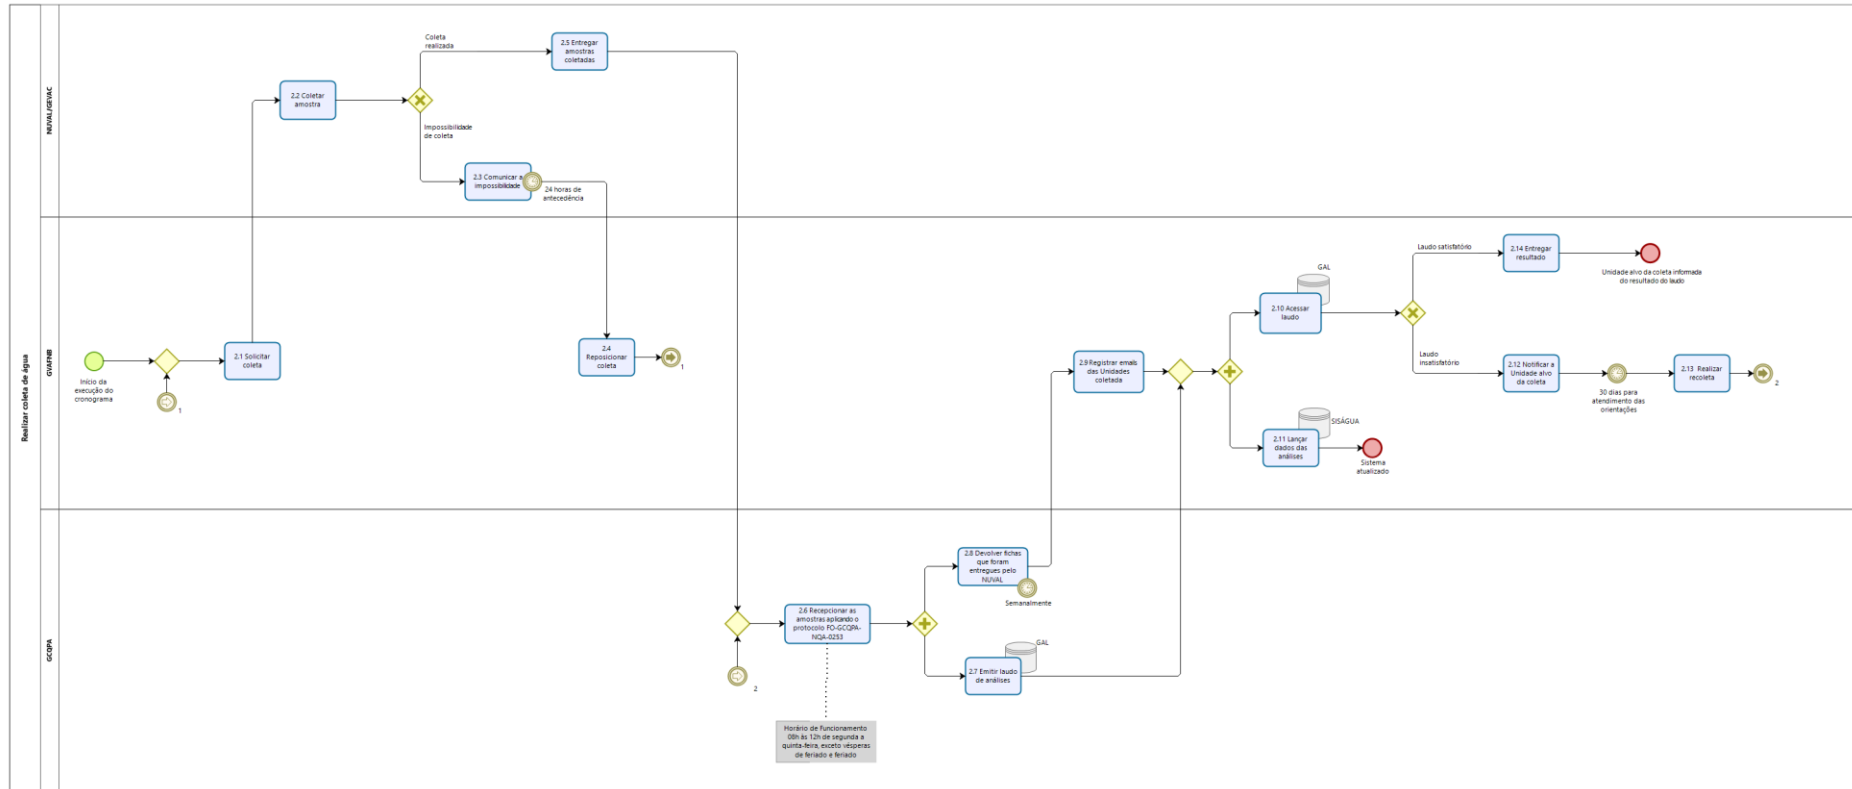 Realizar coleta de água
NUVAL/GEVAC
Coleta
realizada
2.5 Entregar
amostras
coletadas
2.2 Coletar
amostra
Impossibilidade
de coleta
2.3 Comunicar a
impossibilidade
24 horas de
antecedência
GVAFNB
Início da
execução do
cronograma
1
2.1 Solicitar
coleta
2.4
Reposicionar
coleta
1
2.9 Registrar emails
das Unidades
coletada
GAL
2.10 Acessar
laudo
SISÁGUA
2.11 Lançar
dados das
análises
Sistema
atualizado
Laudo satisfatório
2.14 Entregar
resultado
Unidade alvo da coleta informada
do resultado do laudo
Laudo
insatisfatório
2.12 Notificar a
Unidade alvo
da coleta
30 dias para
atendimento das
orientações
2.13 Realizar
recoleta
2
GCQPA
2
2.6 Recepcionar as
amostras aplicando o
protocolo FO-GCQPA-
NQA-0253
Horário de Funcionamento
08h às 12h de segunda a
quinta-feira, exceto vésperas
de feriado e feriado
2.8 Devolver fichas
que foram
entregues pelo
NUVAL
Semanalmente
GAL
2.7 Emitir laudo
de análises